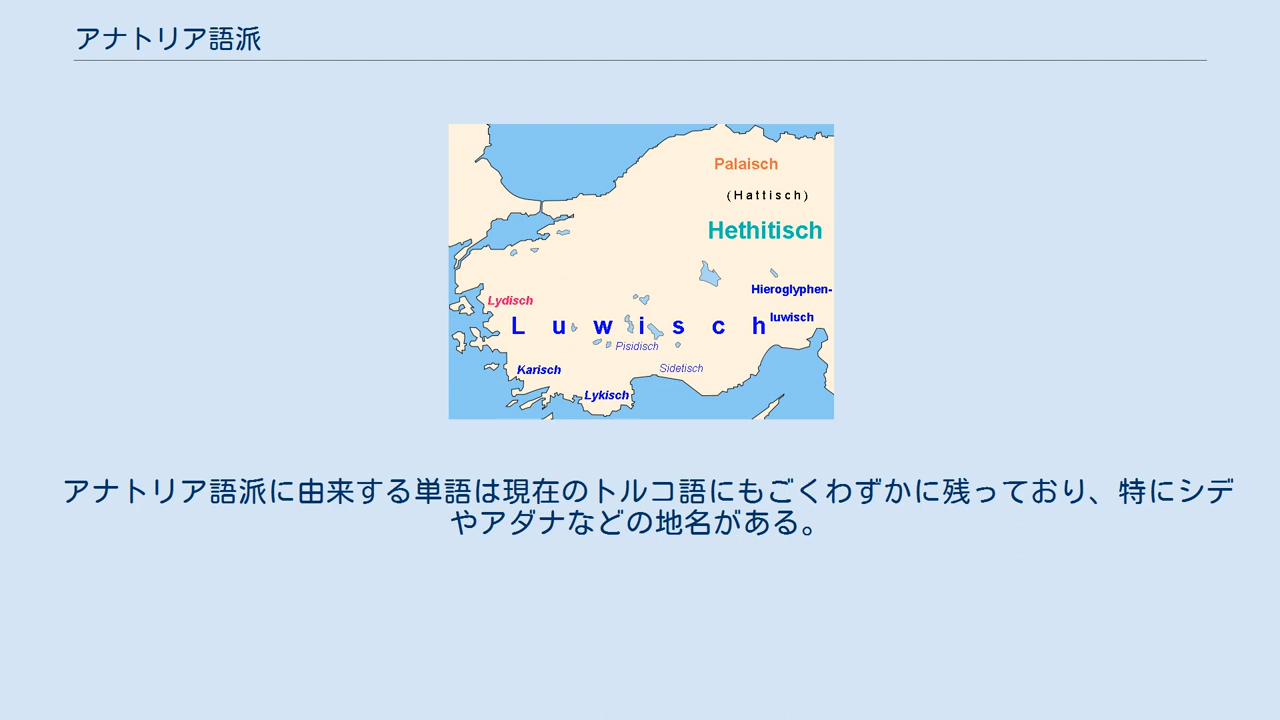 アナトリア語派
Palaisch
(Hattisch)
Hethitisch
Hieroglyphen-
luwisch
Lydisch
Luwisch
Pisidisch
Sidetisch
Karisch
Lykisch
アナトリア語派に由来する単語は現在のトルコ語にもごくわずかに残っており、特にシデ
やアダナなどの地名がある。